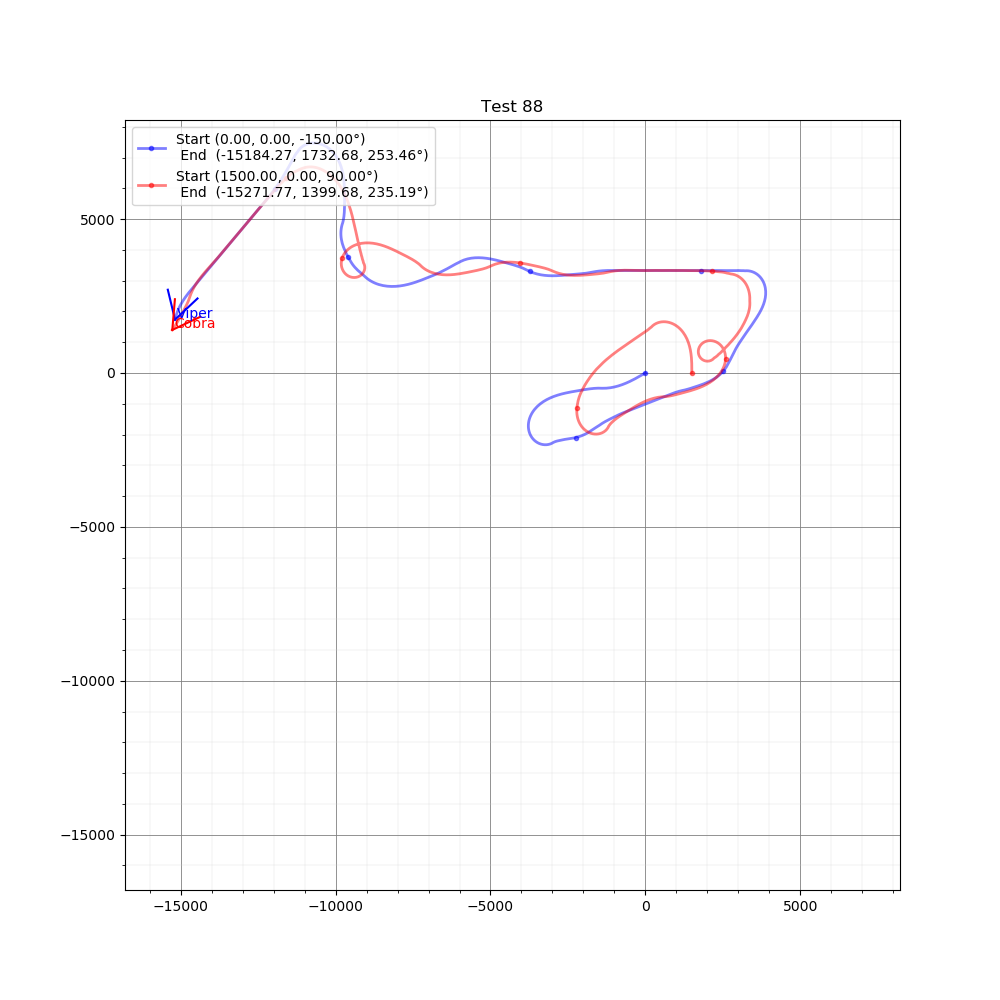 Test 88
Start (0.00, 0.00, -150.00°)
End  (-15184.27, 1732.68, 253.46°)
Start (1500.00, 0.00, 90.00°)
End  (-15271.77, 1399.68, 235.19°)
5000
0
−5000
−10000
−15000
Viper
Cobra
−15000
−10000
−5000
0
5000